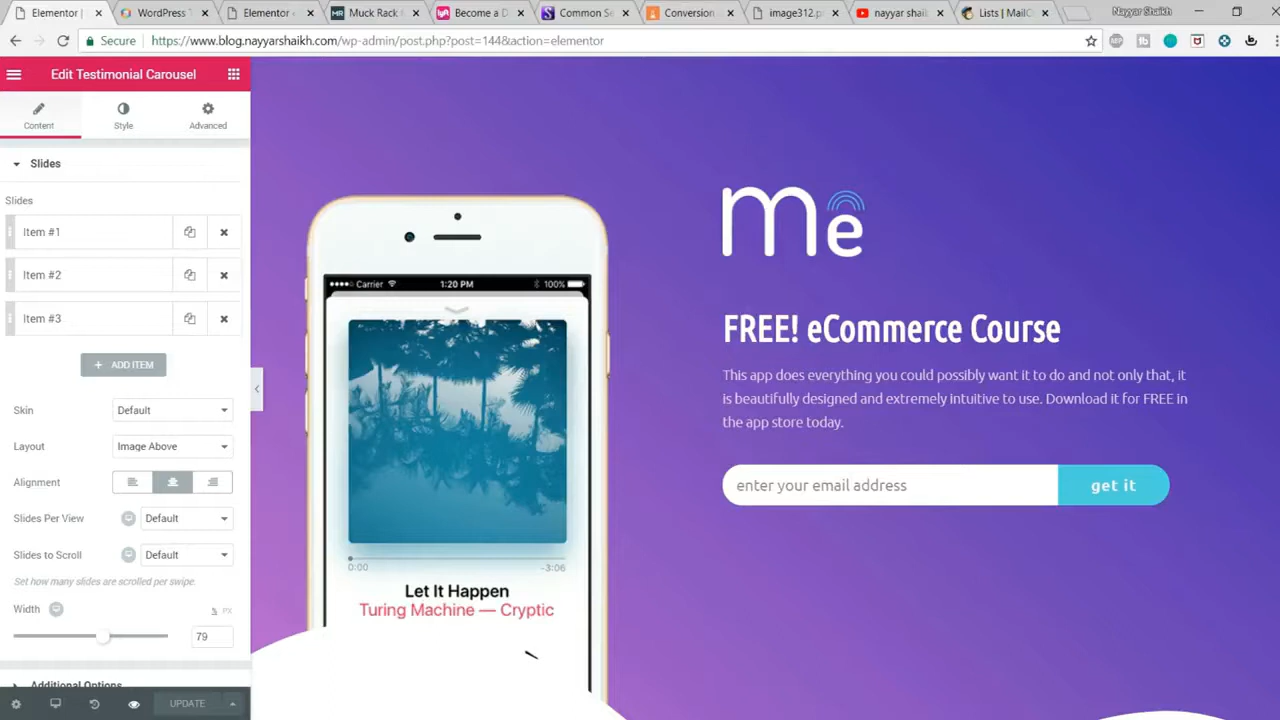 Elementor |
WordPress T
Elementor e
Muck Rack f
Become a D
Common Se
Conversion
image312.p
nayyar shaik
Lists | MailC
Nayyar Shaikh
Secure
https://www.blog.nayyarshaikh.com/wp-admin/post.php?post=144&action=elementor
Edit Testimonial Carousel
Content
Style
Advanced
Slides
Slides
Item #1
Item #2
Item #3
+ ADD ITEM
Skin
Default
Layout
Image Above
Alignment
Slides Per View
Default
Slides to Scroll
Default
Set how many slides are scrolled per swipe.
Width
% PX
79
Additional Options
UPDATE
Carrier
1:20 PM
100%
0:00
-3:06
Let It Happen
Turing Machine — Cryptic
me
FREE! eCommerce Course
This app does everything you could possibly want it to do and not only that, it
is beautifully designed and extremely intuitive to use. Download it for FREE in
the app store today.
enter your email address
get it